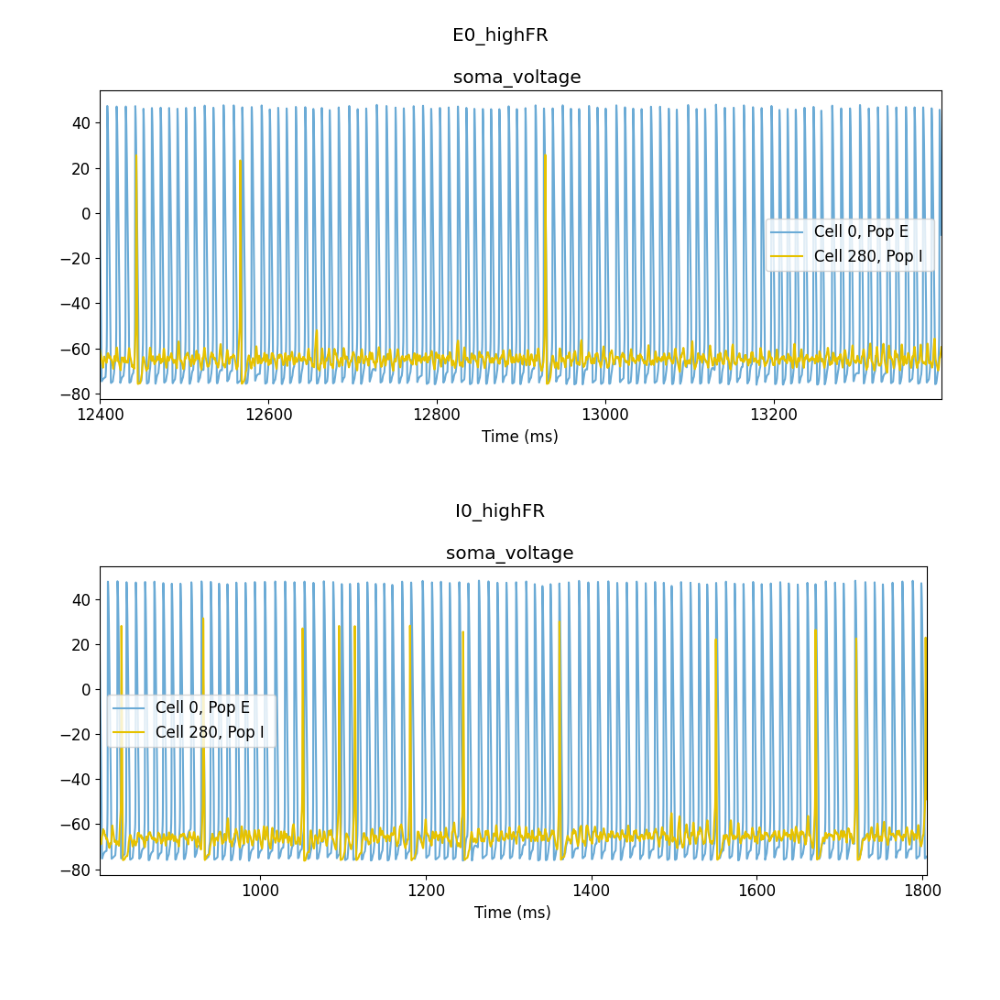 E0_highFR
soma_voltage
40
20
0
−20
−40
−60
−80
Cell 0, Pop E
Cell 280, Pop I
12400 12600 12800 13000 13200
Time (ms)
I0_highFR
soma_voltage
40
20
0
−20
−40
−60
−80
Cell 0, Pop E
Cell 280, Pop I
1000 1200 1400 1600 1800
Time (ms)